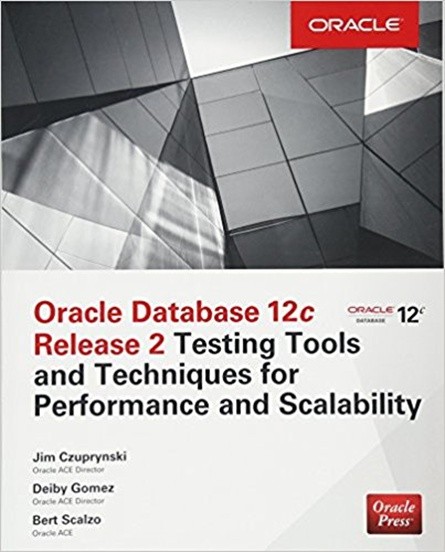 ORACLE
Oracle Database 12c
ORACLE
DATABASE
12c
Release 2 Testing Tools
and Techniques for
Performance and Scalability
Jim Czuprynski
Oracle ACE Director
Deiby Gomez
Oracle ACE Director
Bert Scalzo
Oracle ACE
Oracle
Press™